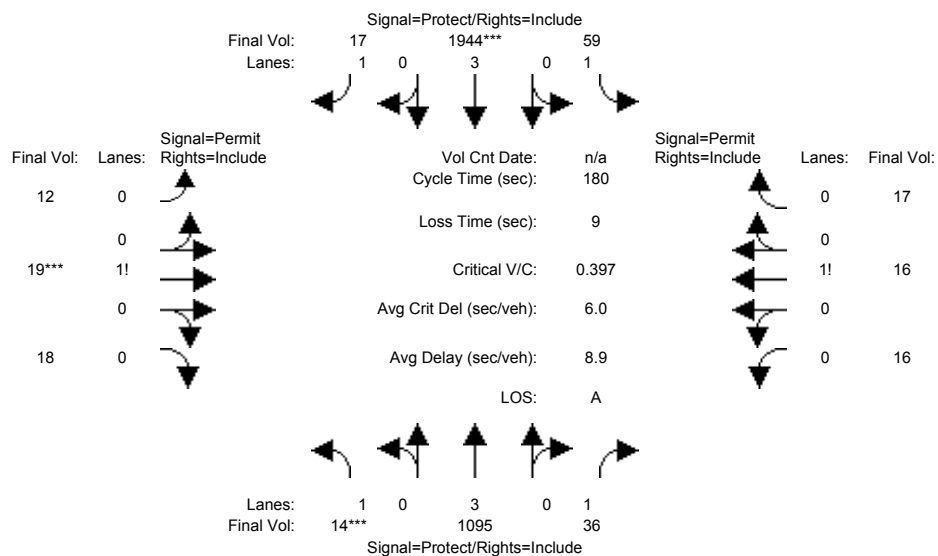 Signal=Protect/Rights=Include
Final Vol: 17 1944*** 59
Lanes: 1 0 3 0 1
Signal=Permit
Final Vol: Lanes: Rights=Include
Vol Cnt Date: n/a
Signal=Permit
Rights=Include Lanes: Final Vol:
Cycle Time (sec): 180
12 0
0 17
Loss Time (sec): 9
0
0
19*** 1!
Critical V/C: 0.397
1! 16
0
Avg Crit Del (sec/veh): 6.0
0
18 0
Avg Delay (sec/veh): 8.9
0 16
LOS: A
Lanes: 1 0 3 0 1
Final Vol: 14*** 1095 36
Signal=Protect/Rights=Include